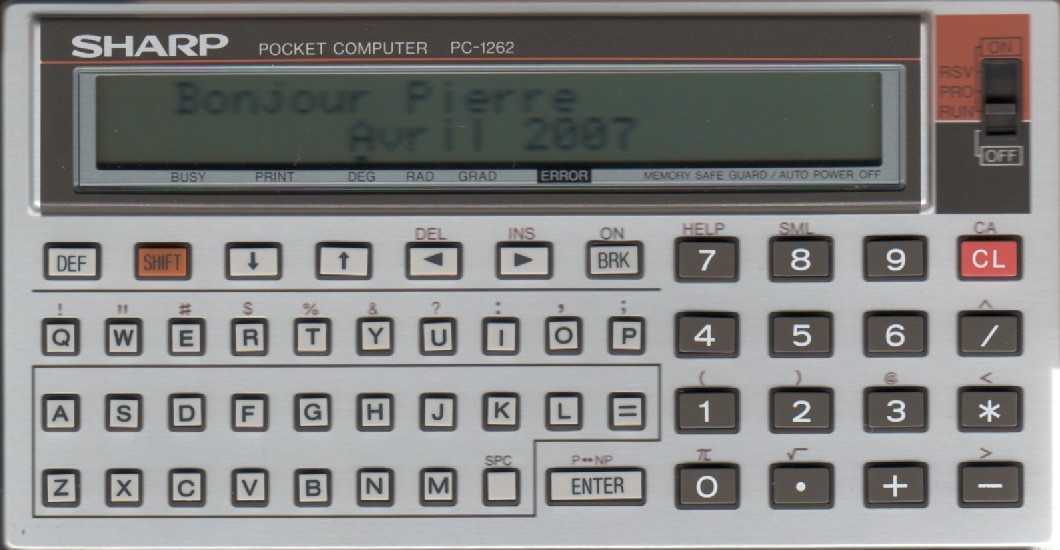 SHARP POCKET COMPUTER PC-1262
ON
RSV
PRO
RUN
OFF
Bonjour Pierre
Avril 2007
BUSY PRINT DEG RAD GRAD ERROR MEMORY SAFE GUARD / AUTO POWER OFF
DEL INS ON HELP SML CA
DEF SHIFT ↓ ↑ ◄ ► BRK 7 8 9 CL
! " # $ % & ? : , ; ^
Q W E R T Y U I O P 4 5 6 /
( ) @ <
A S D F G H J K L = 1 2 3 *
SPC P↔NP π √ >
Z X C V B N M ENTER 0 . + −